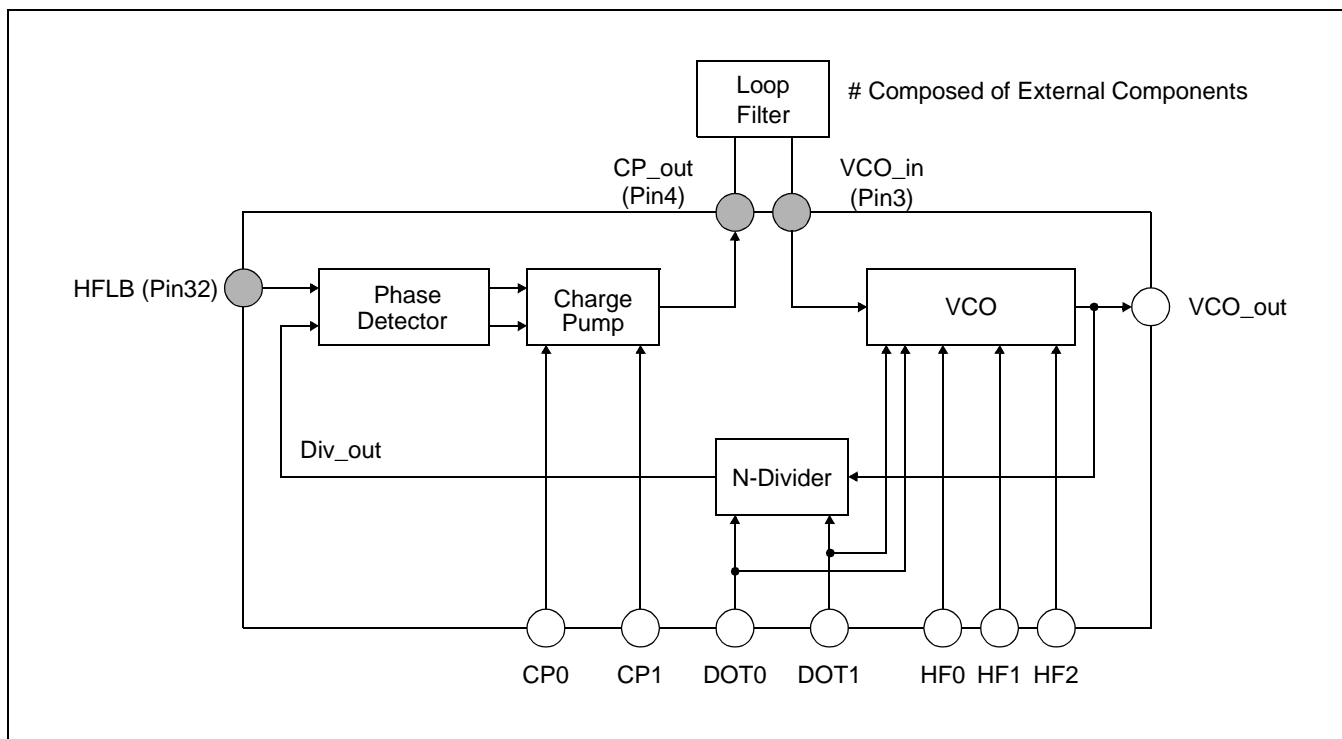 Loop
Filter
# Composed of External Components
CP_out
(Pin4)
VCO_in
(Pin3)
HFLB (Pin32)
Phase
Detector
Charge
Pump
VCO
VCO_out
Div_out
N-Divider
CP0
CP1
DOT0
DOT1
HF0
HF1
HF2